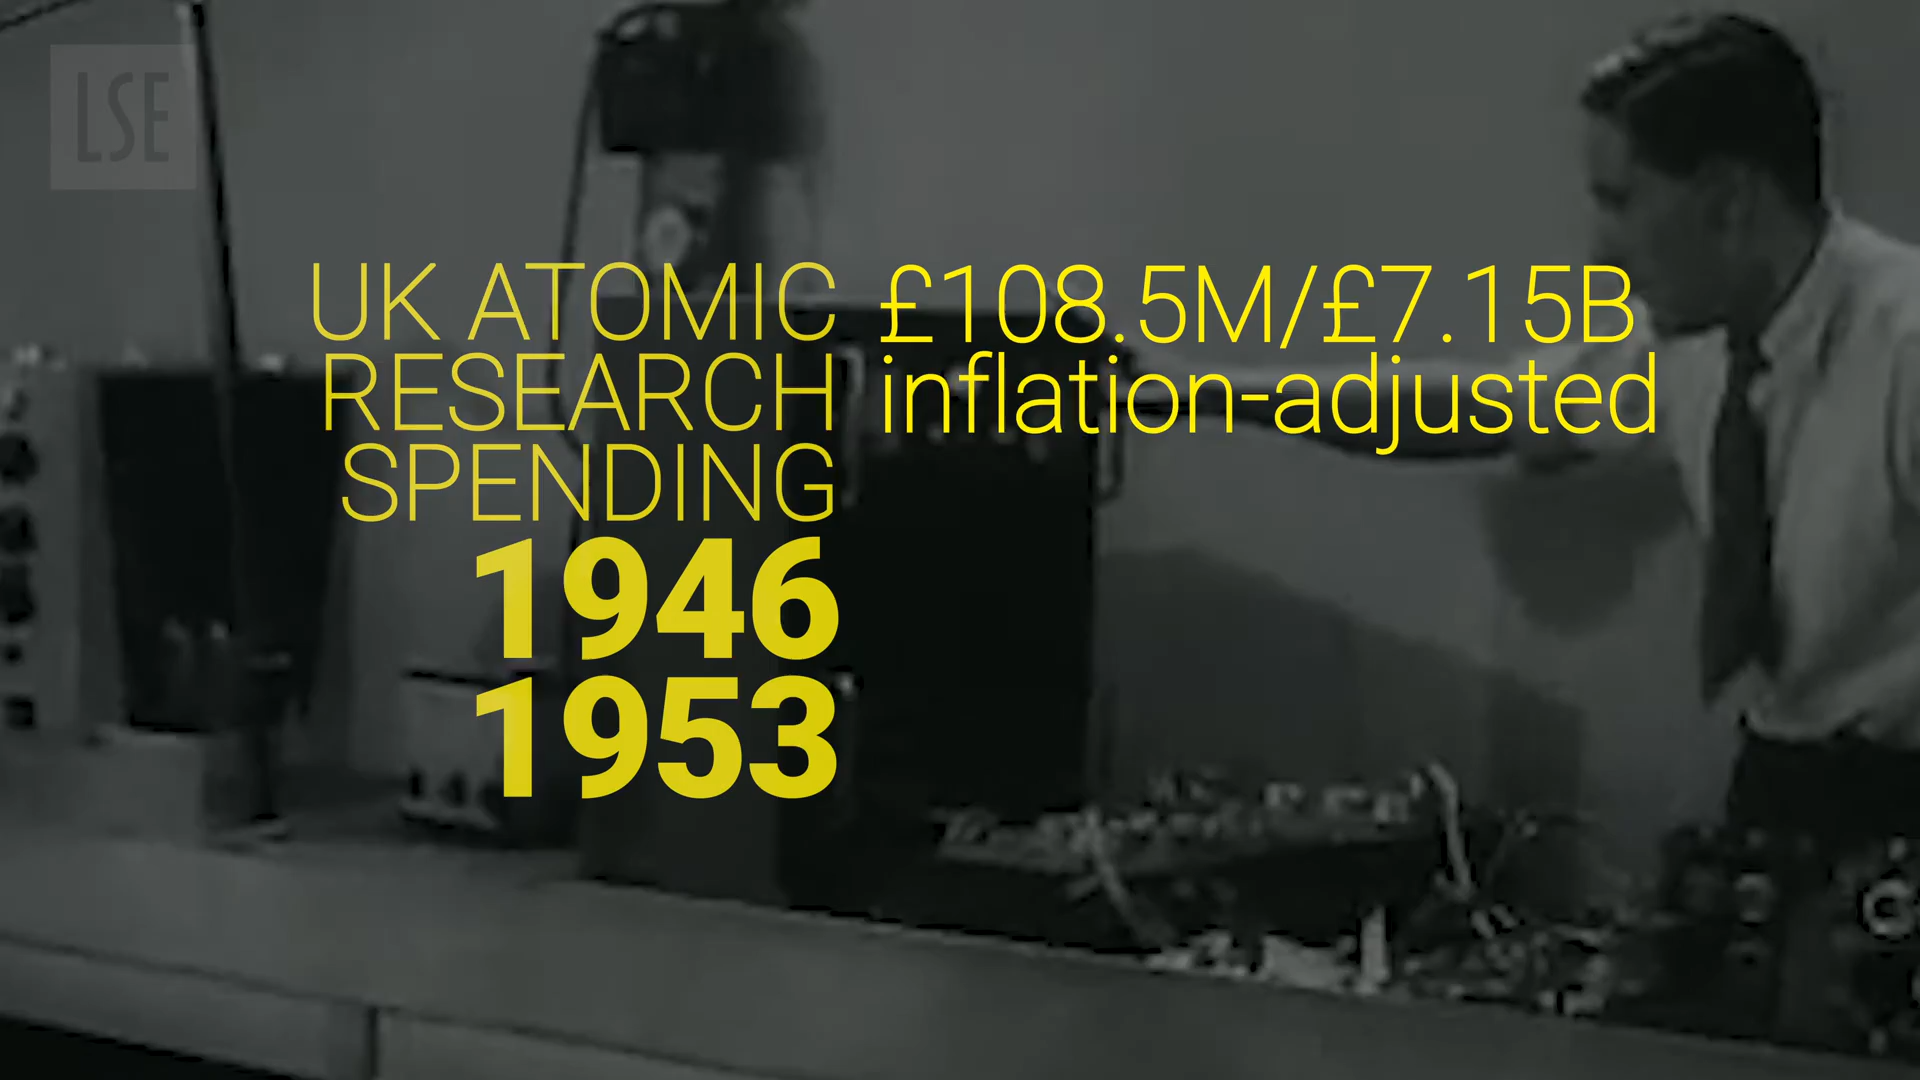 LSE
UK ATOMIC
RESEARCH
SPENDING
1946
1953
£108.5M/£7.15B
inflation-adjusted